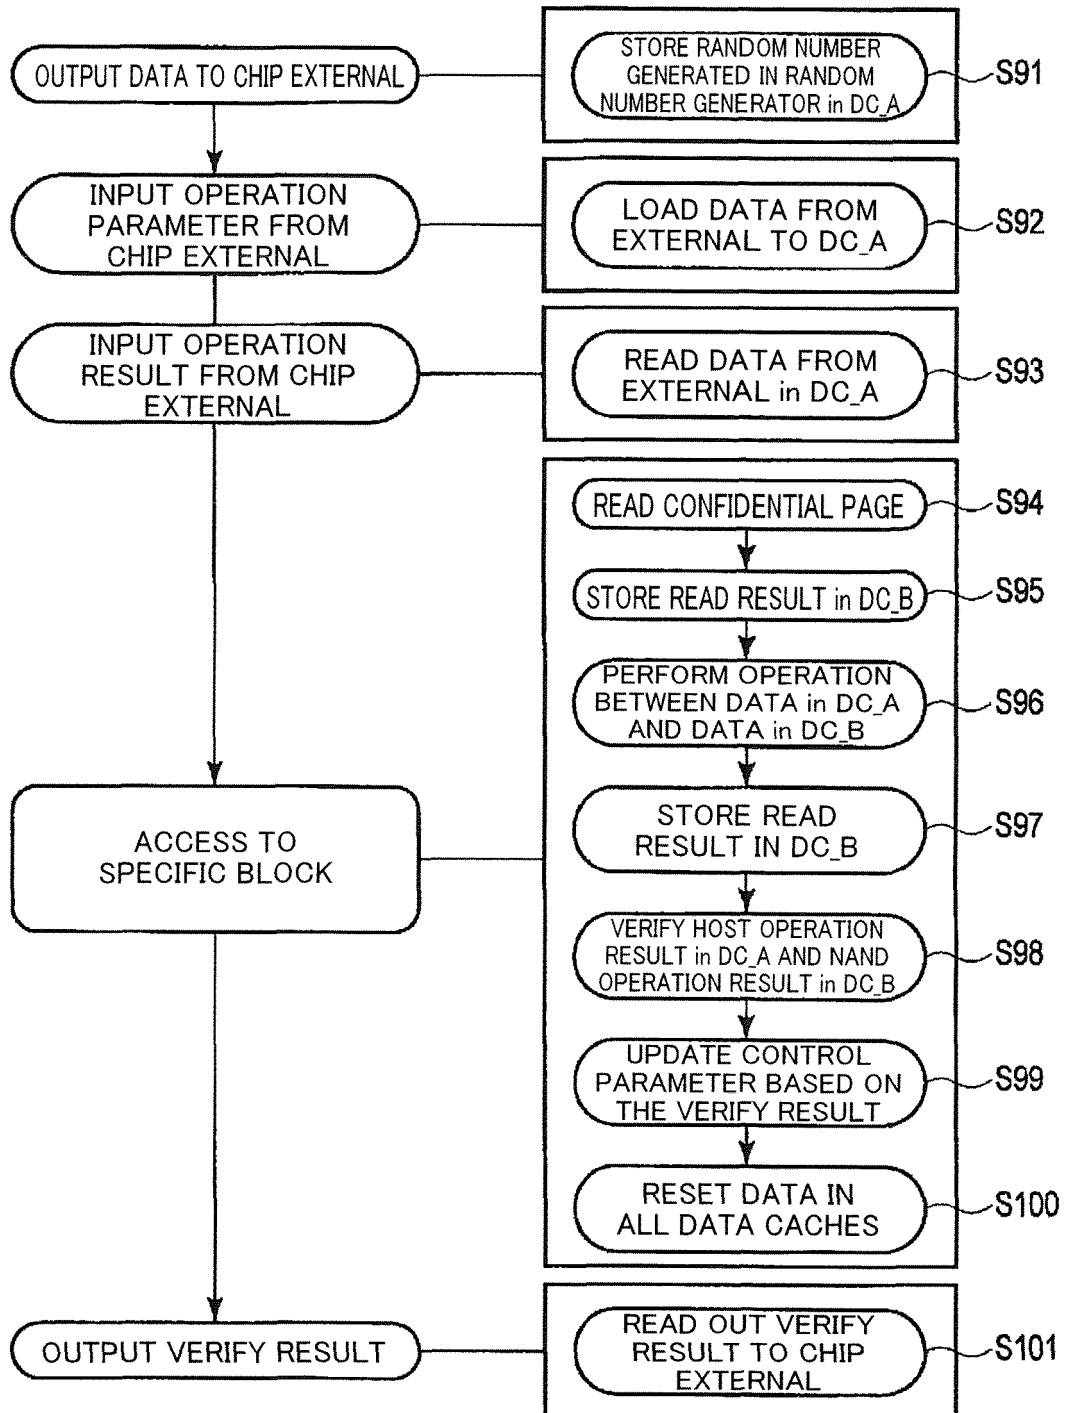 OUTPUT DATA TO CHIP EXTERNAL
STORE RANDOM NUMBER
GENERATED IN RANDOM
NUMBER GENERATOR in DC_A
S91
INPUT OPERATION
PARAMETER FROM
CHIP EXTERNAL
LOAD DATA FROM
EXTERNAL TO DC_A
S92
INPUT OPERATION
RESULT FROM CHIP
EXTERNAL
READ DATA FROM
EXTERNAL in DC_A
S93
ACCESS TO
SPECIFIC BLOCK
READ CONFIDENTIAL PAGE
S94
STORE READ RESULT in DC_B
S95
PERFORM OPERATION
BETWEEN DATA in DC_A
AND DATA in DC_B
S96
STORE READ
RESULT IN DC_B
S97
VERIFY HOST OPERATION
RESULT in DC_A AND NAND
OPERATION RESULT in DC_B
S98
UPDATE CONTROL
PARAMETER BASED ON
THE VERIFY RESULT
S99
RESET DATA IN
ALL DATA CACHES
S100
OUTPUT VERIFY RESULT
READ OUT VERIFY
RESULT TO CHIP
EXTERNAL
S101